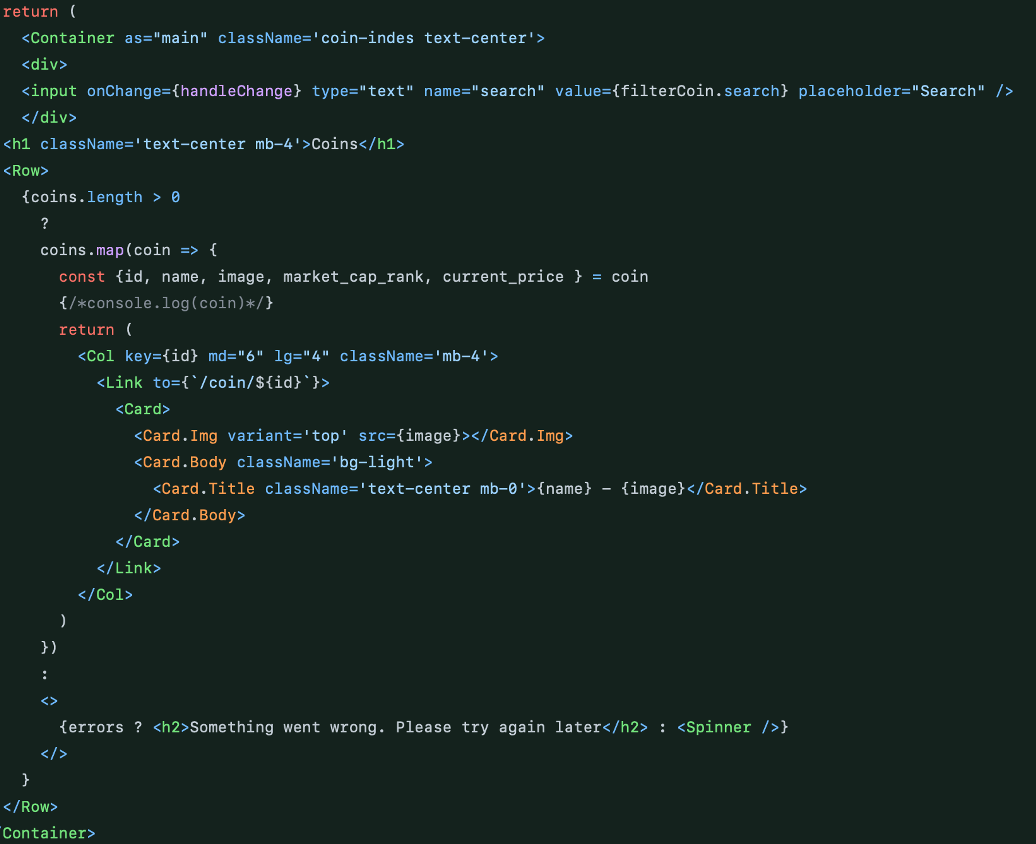 return (
<Container as="main" className='coin-indes text-center'>
<div>
<input onChange={handleChange} type="text" name="search" value={filterCoin.search} placeholder="Search" />
</div>
<h1 className='text-center mb-4'>Coins</h1>
<Row>
{coins.length > 0
?
coins.map(coin => {
const {id, name, image, market_cap_rank, current_price } = coin
{/*console.log(coin)*/}
return (
<Col key={id} md="6" lg="4" className='mb-4'>
<Link to={`/coin/${id}`}>
<Card>
<Card.Img variant='top' src={image}></Card.Img>
<Card.Body className='bg-light'>
<Card.Title className='text-center mb-0'>{name} - {image}</Card.Title>
</Card.Body>
</Card>
</Link>
</Col>
)
})
:
<>
{errors ? <h2>Something went wrong. Please try again later</h2> : <Spinner />}
</>
}
</Row>
/Container>